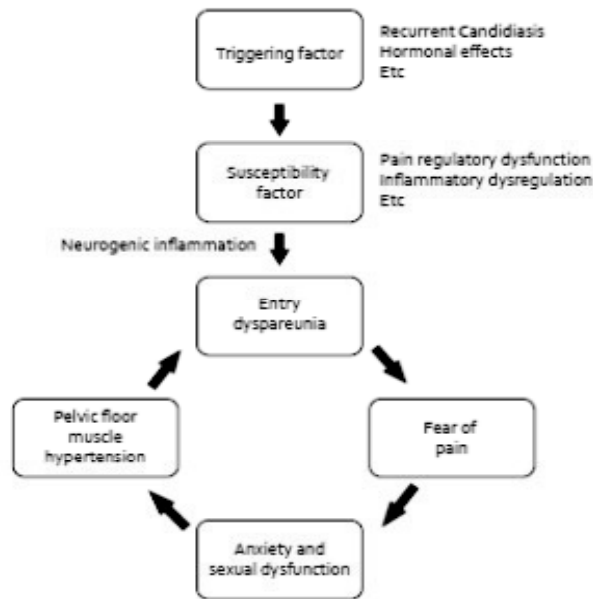 Triggering factor
Recurrent Candidiasis
Hormonal effects
Etc
Susceptibility
factor
Pain regulatory dysfunction
Inflammatory dysregulation
Etc
Neurogenic inflammation
Entry
dyspareunia
Pelvic floor
muscle
hypertension
Fear of
pain
Anxiety and
sexual dysfunction